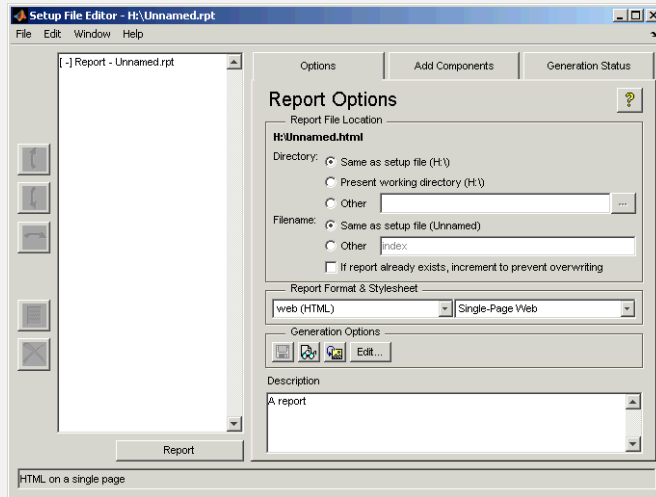 Setup File Editor - H:\Unnamed.rpt
File Edit Window Help
[-] Report - Unnamed.rpt
Options Add Components Generation Status
Report Options
Report File Location
H:\Unnamed.html
Directory: Same as setup file (H:\)
Present working directory (H:\)
Other ...
Filename: Same as setup file (Unnamed)
Other index
If report already exists, increment to prevent overwriting
Report Format & Stylesheet
web (HTML) Single-Page Web
Generation Options
Edit...
Description
A report
Report
HTML on a single page